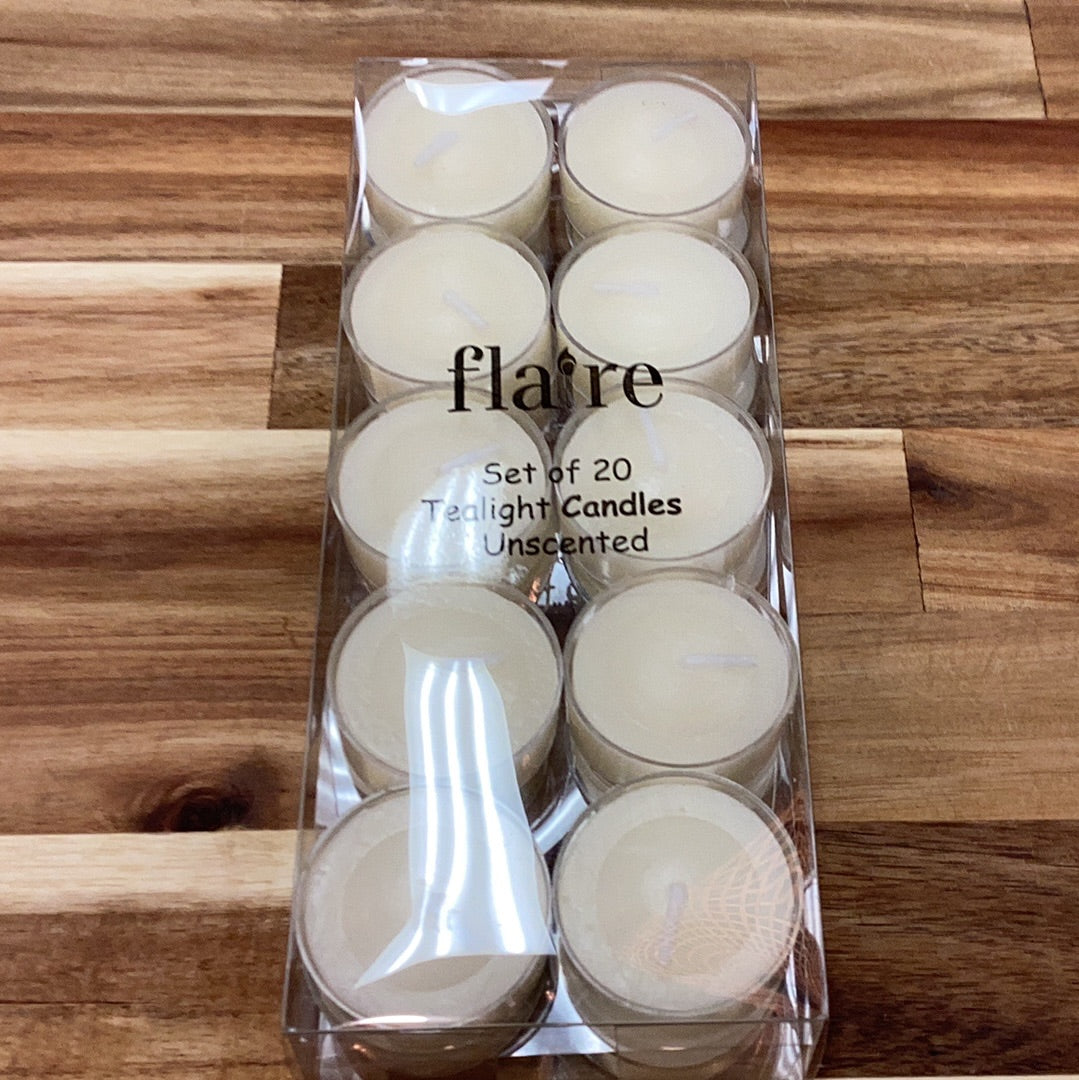 flaire
Set of 20
Tealight Candles
Unscented